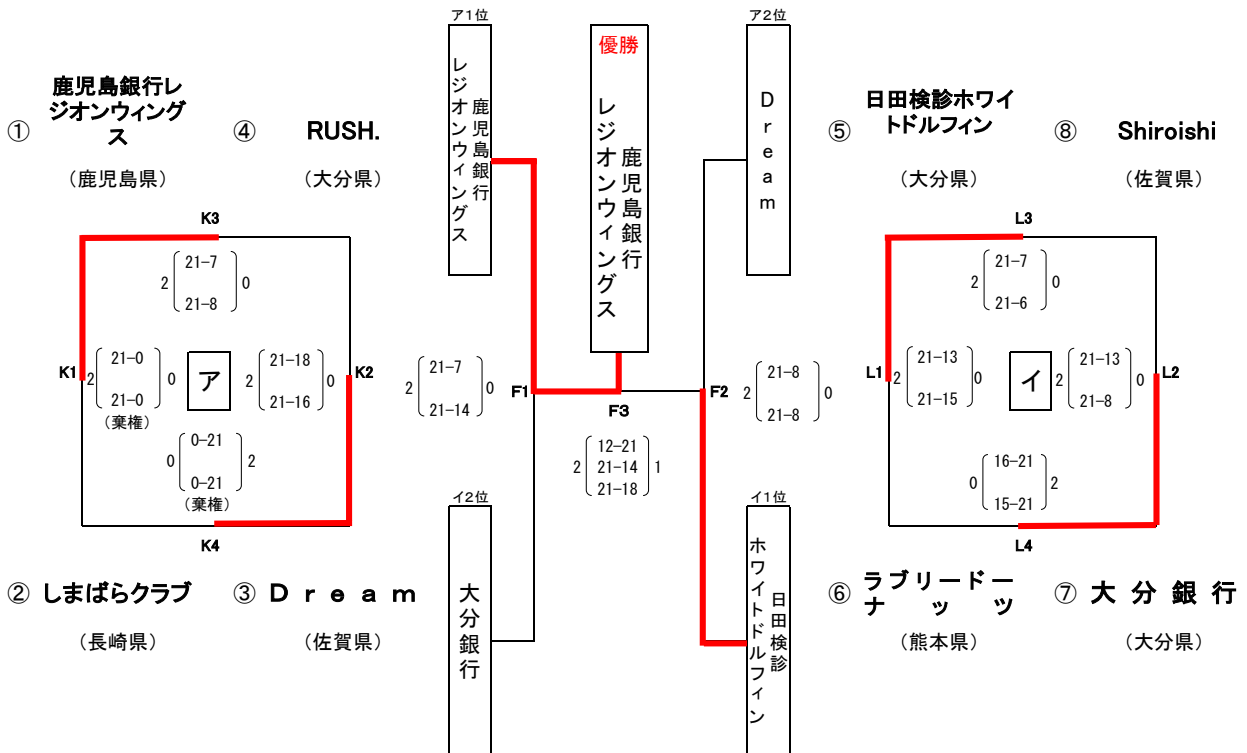 ア1位
ア2位
優勝
鹿児島銀行
レジオンウィングス
鹿児島銀行
レジオンウィングス
Dream
① 鹿児島銀行レ
ジオンウィング
ス
(鹿児島県)
④ RUSH.
(大分県)
⑤ 日田検診ホワイ
トドルフィン
(大分県)
⑧ Shiroishi
(佐賀県)
K3
2 21-7 0
21-8
K1
2 21-0 0
21-0
(棄権)
ア
2 21-18 0
21-16
K2
0 0-21 2
0-21
(棄権)
K4
2 21-7 0
21-14
F1
F3
2 12-21 1
21-14
21-18
F2
2 21-8 0
21-8
L3
2 21-7 0
21-6
L1
2 21-13 0
21-15
イ
2 21-13 0
21-8
L2
0 16-21 2
15-21
L4
イ2位
大分銀行
イ1位
日田検診
ホワイトドルフィン
② しまばらクラブ
(長崎県)
③ Dream
(佐賀県)
⑥ ラブリードー
ナッツ
(熊本県)
⑦ 大分銀行
(大分県)